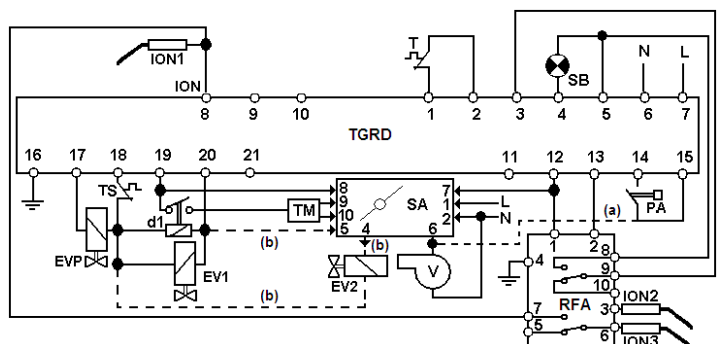 ION1
T
SB
N
L
ION
8
9
10
1
2
3
4
5
6
7
TGRD
16
17
18
19
20
21
11
12
13
14
15
TS
d1
TM
8
9
10
5
4
SA
6
7
1
2
L
N
(a)
PA
(b)
(b)
(b)
EVP
EV1
EV2
V
1
2
4
8
9
10
7
RFA
3
ION2
5
6
ION3